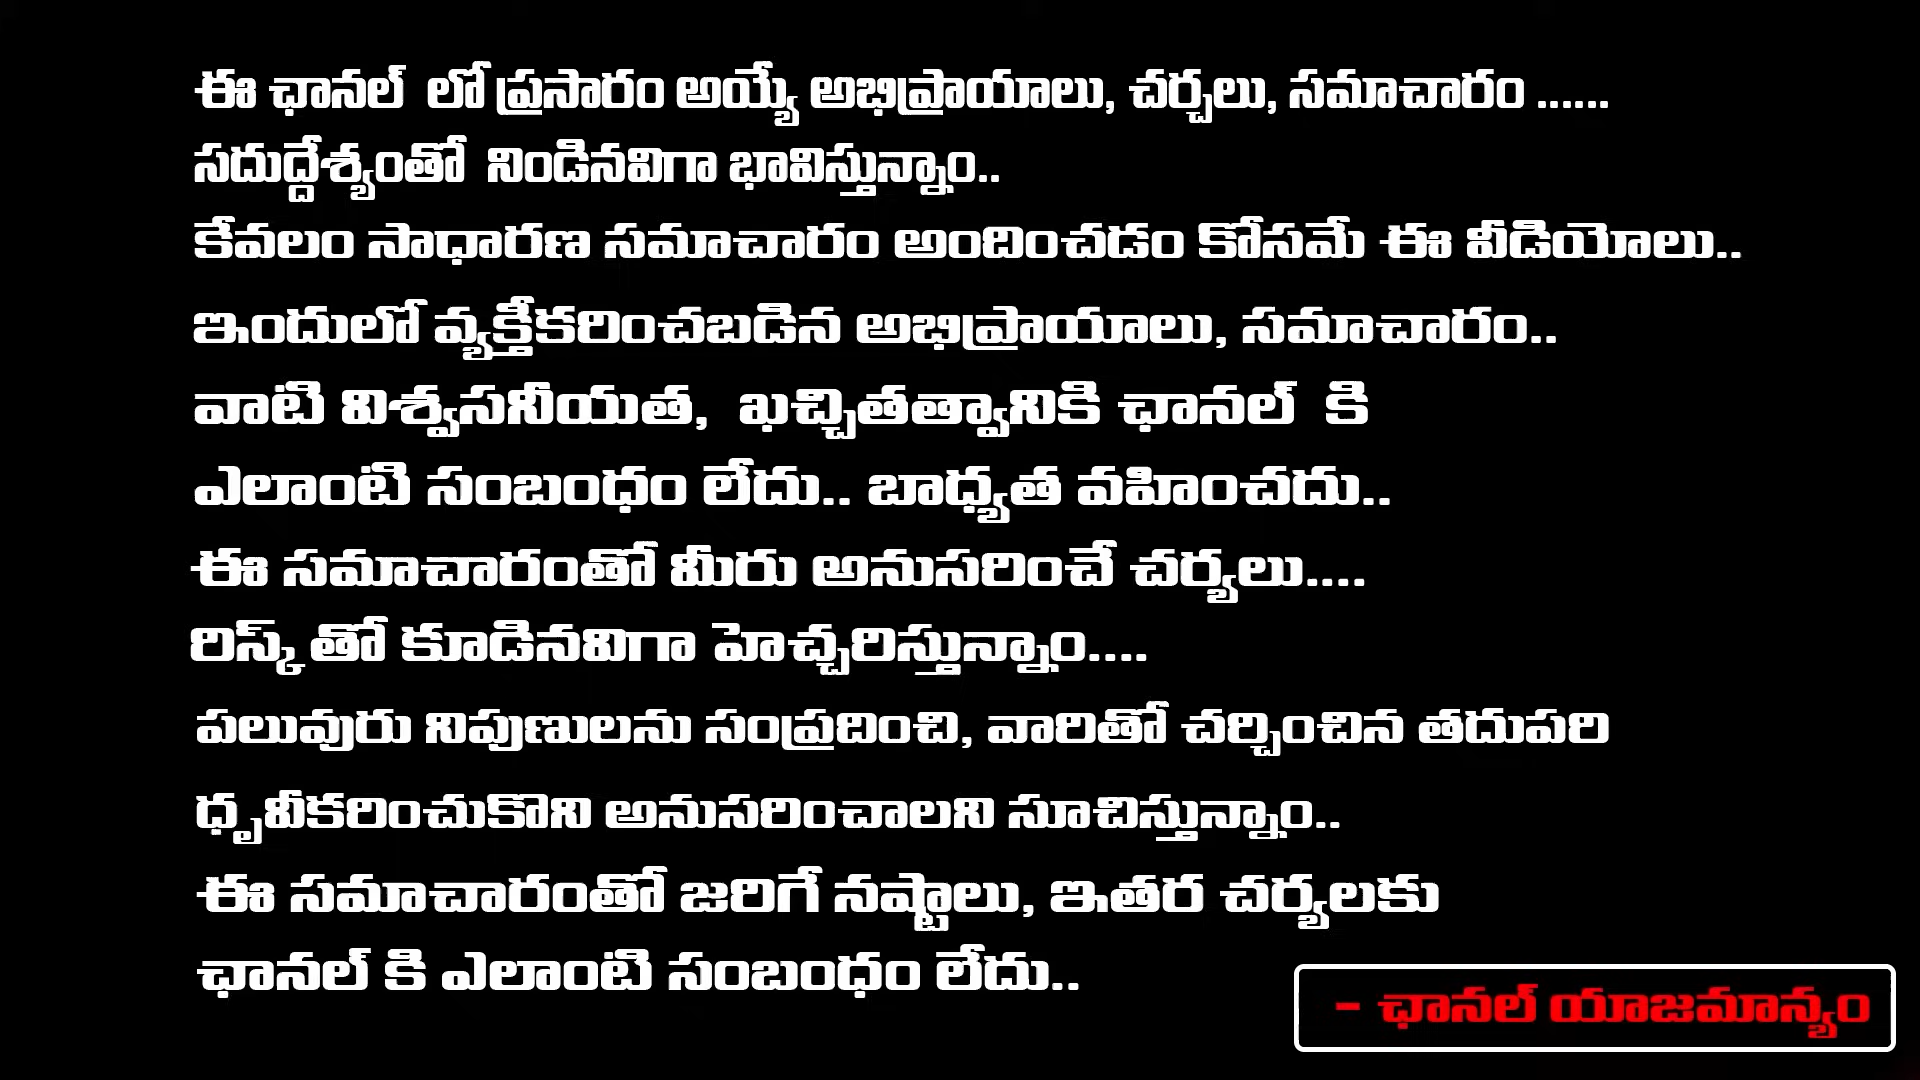 ఈ ఛానల్ లో ప్రసారం అయ్యే అభిప్రాయాలు, చర్చలు, సమాచారం ......
సదుద్దేశ్యంతో నిండినవిగా భావిస్తున్నాం..
కేవలం సాధారణ సమాచారం అందించడం కోసమే ఈ వీడియోలు..
ఇందులో వ్యక్తీకరించబడిన అభిప్రాయాలు, సమాచారం..
వాటి విశ్వసనీయత, ఖచ్చితత్వానికి ఛానల్ కి
ఎలాంటి సంబంధం లేదు.. బాధ్యత వహించదు..
ఈ సమాచారంతో మీరు అనుసరించే చర్యలు....
రిస్క్ తో కూడినవిగా హెచ్చరిస్తున్నాం....
పలువురు నిపుణులను సంప్రదించి, వారితో చర్చించిన తదుపరి
ధృవీకరించుకొని అనుసరించాలని సూచిస్తున్నాం..
ఈ సమాచారంతో జరిగే నష్టాలు, ఇతర చర్యలకు
ఛానల్ కి ఎలాంటి సంబంధం లేదు..
- ఛానల్ యాజమాన్యం